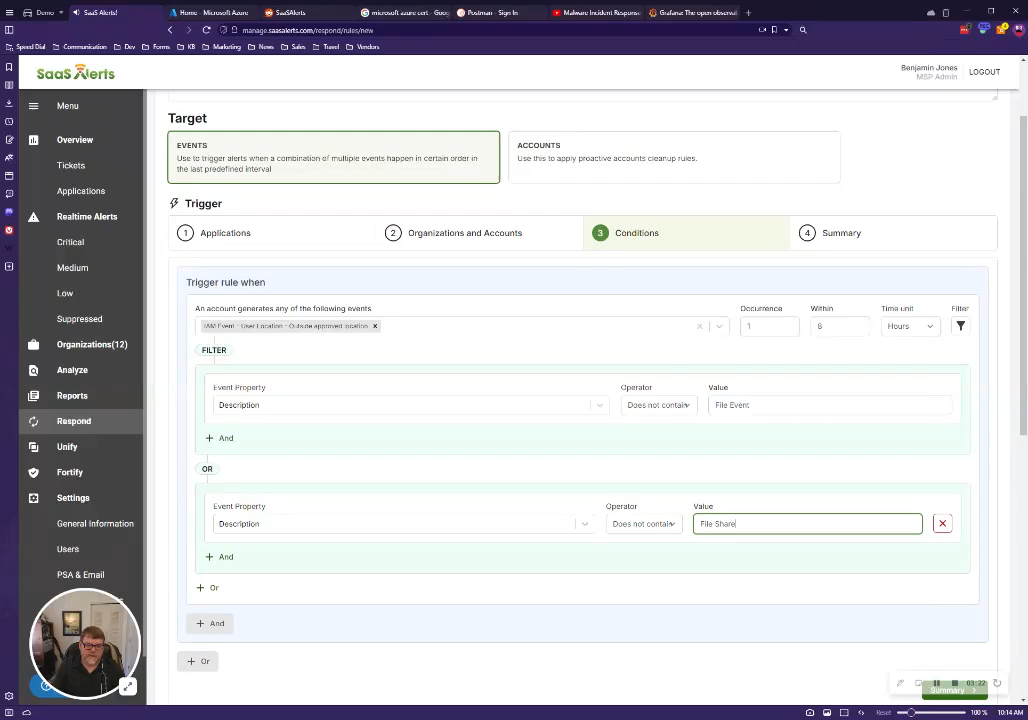 Demo
SaaS Alerts!
Home - Microsoft Azure
SaaSAlerts
microsoft azure cert - Goog
Postman - Sign In
Malware Incident Respons
Grafana: The open observal
manage.saasalerts.com/respond/rules/new
Speed Dial
Communication
Dev
Forms
KB
Marketing
News
Sales
Travel
Vendors
SaaS Alerts
Benjamin Jones
MSP Admin
LOGOUT
Menu
Overview
Tickets
Applications
Realtime Alerts
Critical
Medium
Low
Suppressed
Organizations(12)
Analyze
Reports
Respond
Unify
Fortify
Settings
General Information
Users
PSA & Email
Target
EVENTS
Use to trigger alerts when a combination of multiple events happen in certain order in
the last predefined interval
ACCOUNTS
Use this to apply proactive accounts cleanup rules.
Trigger
1 Applications
2 Organizations and Accounts
3 Conditions
4 Summary
Trigger rule when
An account generates any of the following events
Occurrence
Within
Time unit
Filter
IAM Event - User Location - Outside approved location
1
8
Hours
FILTER
Event Property
Operator
Value
Description
Does not contain
File Event
+ And
OR
Event Property
Operator
Value
Description
Does not contain
File Share
+ And
+ Or
+ And
+ Or
03:22
Summary
Reset
100 %
10:14 AM